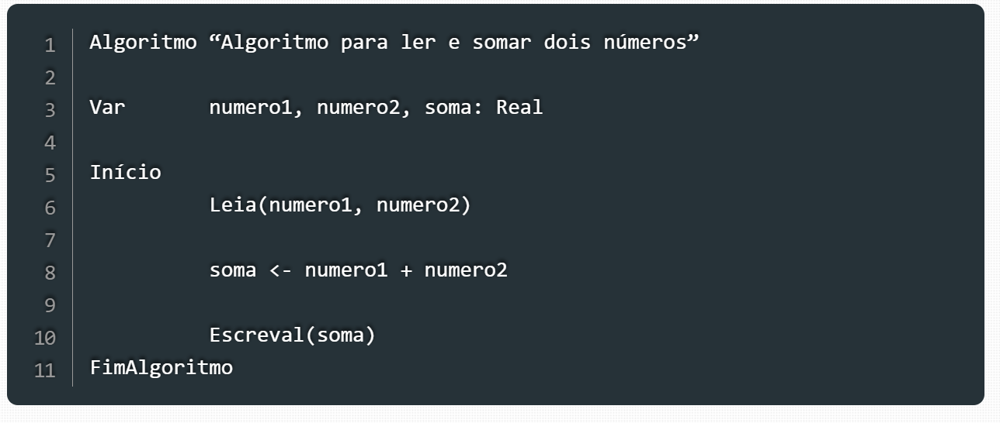 1 Algoritmo “Algoritmo para ler e somar dois números”
2
3 Var numero1, numero2, soma: Real
4
5 Início
6 Leia(numero1, numero2)
7
8 soma <- numero1 + numero2
9
10 Escreval(soma)
11 FimAlgoritmo